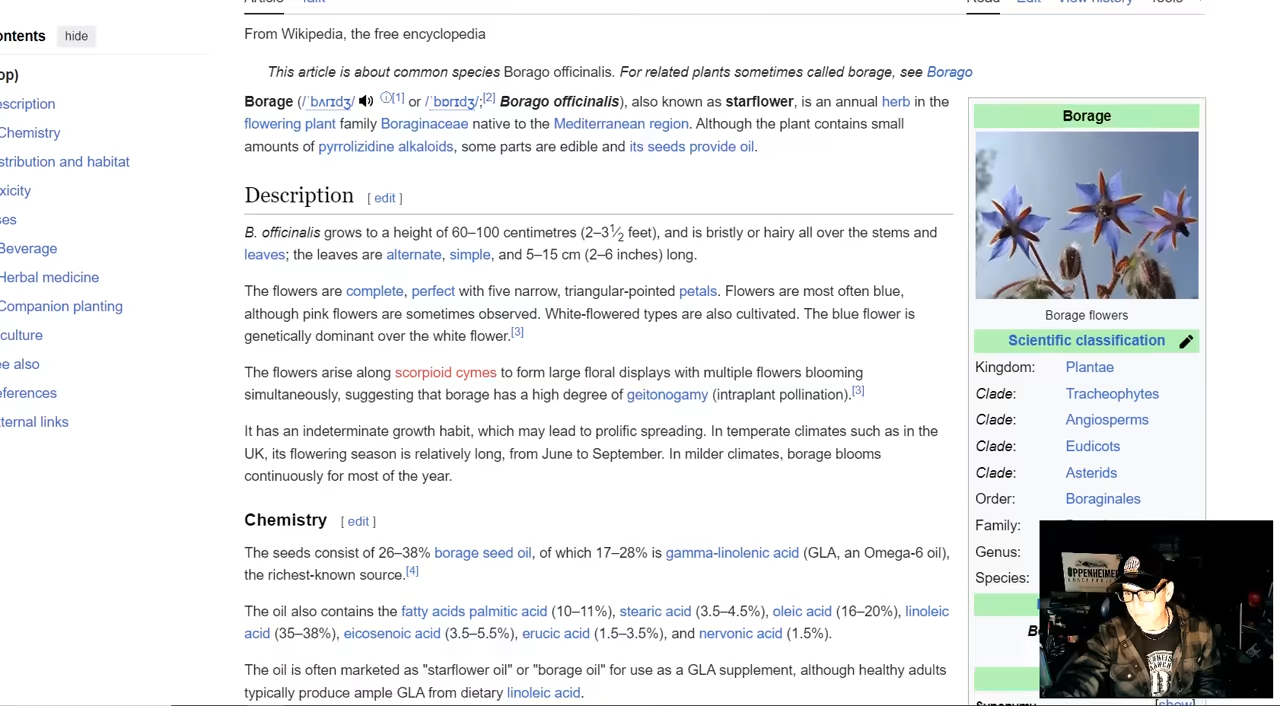 Article Talk
Read Edit View history Tools
ontents hide
From Wikipedia, the free encyclopedia
op)
escription
Chemistry
stribution and habitat
xicity
ses
Beverage
Herbal medicine
Companion planting
culture
ee also
eferences
ternal links
This article is about common species Borago officinalis. For related plants sometimes called borage, see Borago
Borage (/ˈbʌrɪdʒ/ ⓘ[1] or /ˈbɒrɪdʒ/;[2] Borago officinalis), also known as starflower, is an annual herb in the
flowering plant family Boraginaceae native to the Mediterranean region. Although the plant contains small
amounts of pyrrolizidine alkaloids, some parts are edible and its seeds provide oil.
Description [ edit ]
B. officinalis grows to a height of 60–100 centimetres (2–3 1⁄2 feet), and is bristly or hairy all over the stems and
leaves; the leaves are alternate, simple, and 5–15 cm (2–6 inches) long.
The flowers are complete, perfect with five narrow, triangular-pointed petals. Flowers are most often blue,
although pink flowers are sometimes observed. White-flowered types are also cultivated. The blue flower is
genetically dominant over the white flower.[3]
The flowers arise along scorpioid cymes to form large floral displays with multiple flowers blooming
simultaneously, suggesting that borage has a high degree of geitonogamy (intraplant pollination).[3]
It has an indeterminate growth habit, which may lead to prolific spreading. In temperate climates such as in the
UK, its flowering season is relatively long, from June to September. In milder climates, borage blooms
continuously for most of the year.
Chemistry [ edit ]
The seeds consist of 26–38% borage seed oil, of which 17–28% is gamma-linolenic acid (GLA, an Omega-6 oil),
the richest-known source.[4]
The oil also contains the fatty acids palmitic acid (10–11%), stearic acid (3.5–4.5%), oleic acid (16–20%), linoleic
acid (35–38%), eicosenoic acid (3.5–5.5%), erucic acid (1.5–3.5%), and nervonic acid (1.5%).
The oil is often marketed as "starflower oil" or "borage oil" for use as a GLA supplement, although healthy adults
typically produce ample GLA from dietary linoleic acid.
Borage
Borage flowers
Scientific classification
Kingdom: Plantae
Clade: Tracheophytes
Clade: Angiosperms
Clade: Eudicots
Clade: Asterids
Order: Boraginales
Family:
Genus:
Species:
B
Synonyms [show]
OPPENHEIMER